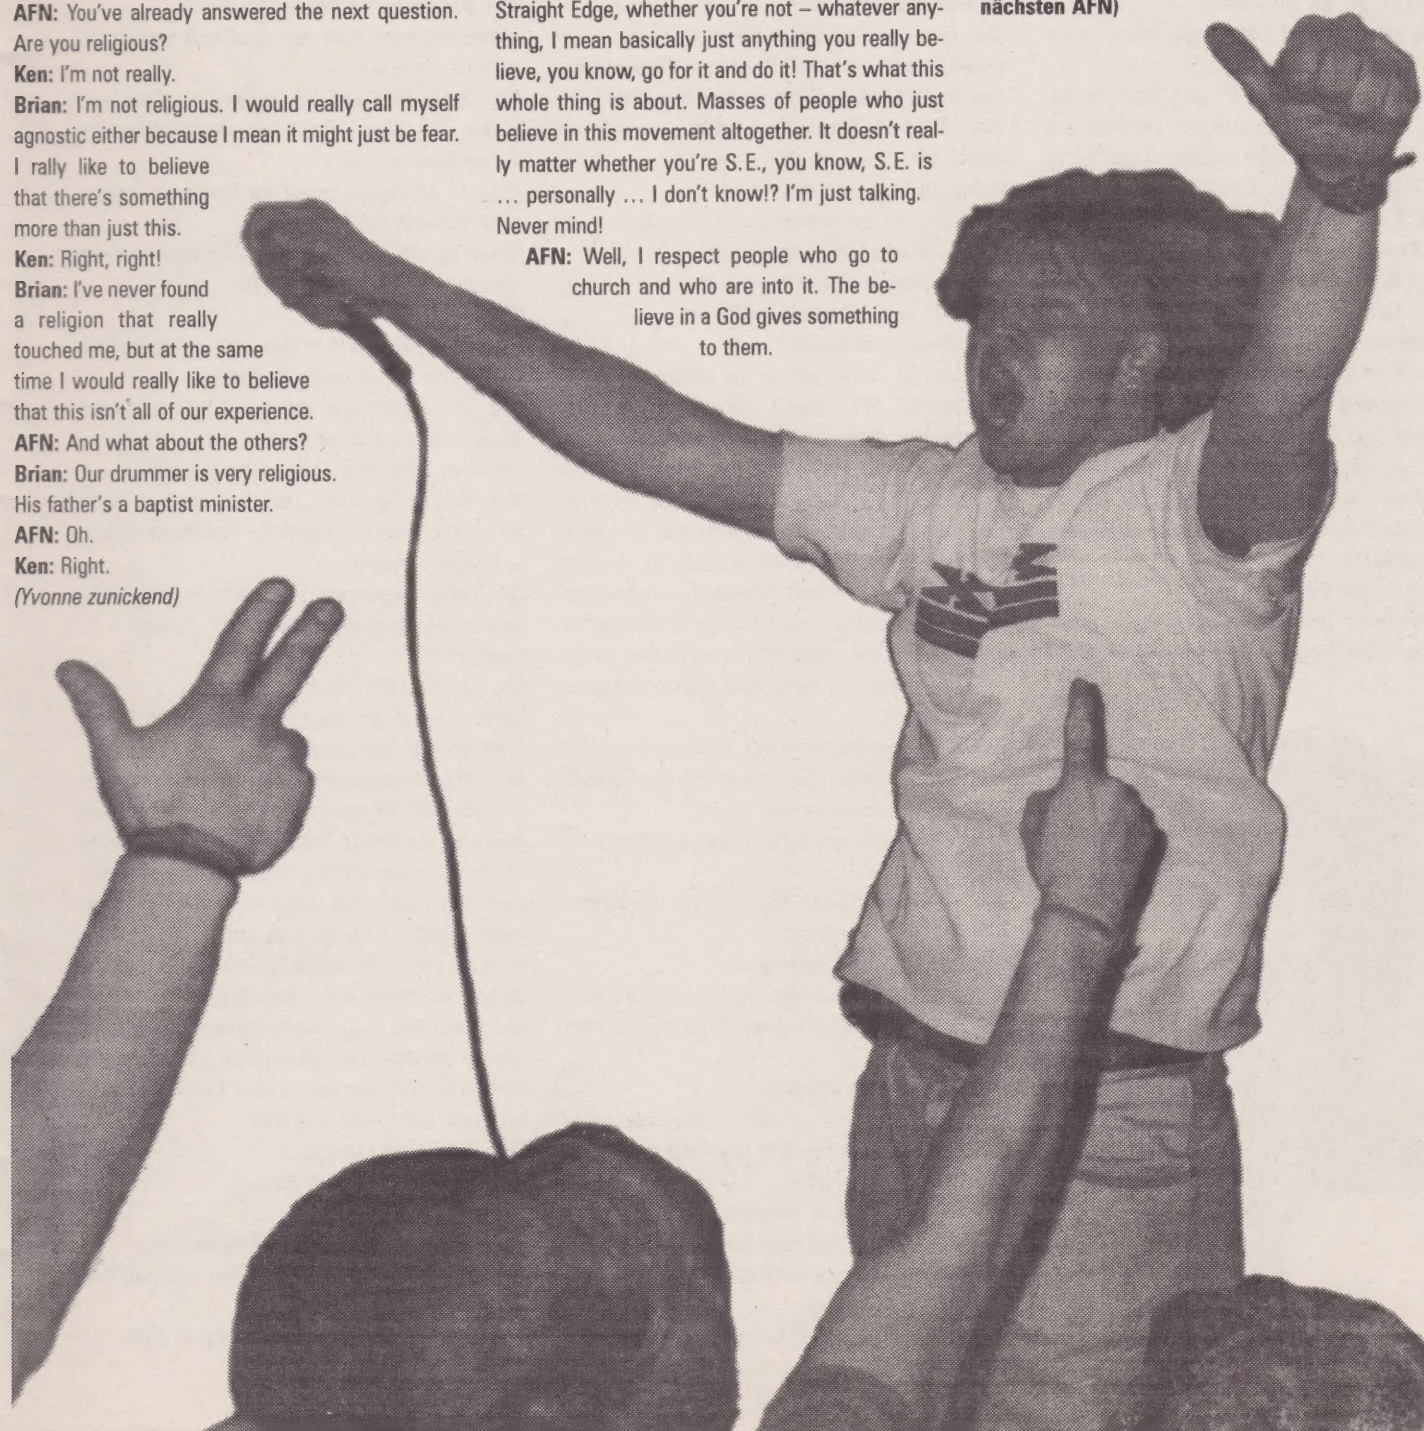 AFN: You've already answered the next question.
Are you religious?
Ken: I'm not really.
Brian: I'm not religious. I would really call myself
agnostic either because I mean it might just be fear.
I rally like to believe
that there's something
more than just this.
Ken: Right, right!
Brian: I've never found
a religion that really
touched me, but at the same
time I would really like to believe
that this isn't all of our experience.
AFN: And what about the others?
Brian: Our drummer is very religious.
His father's a baptist minister.
AFN: Oh.
Ken: Right.
(Yvonne zunickend)
Straight Edge, whether you're not – whatever any-
thing, I mean basically just anything you really be-
lieve, you know, go for it and do it! That's what this
whole thing is about. Masses of people who just
believe in this movement altogether. It doesn't real-
ly matter whether you're S.E., you know, S.E. is
... personally ... I don't know!? I'm just talking.
Never mind!
AFN: Well, I respect people who go to
church and who are into it. The be-
lieve in a God gives something
to them.
nächsten AFN)